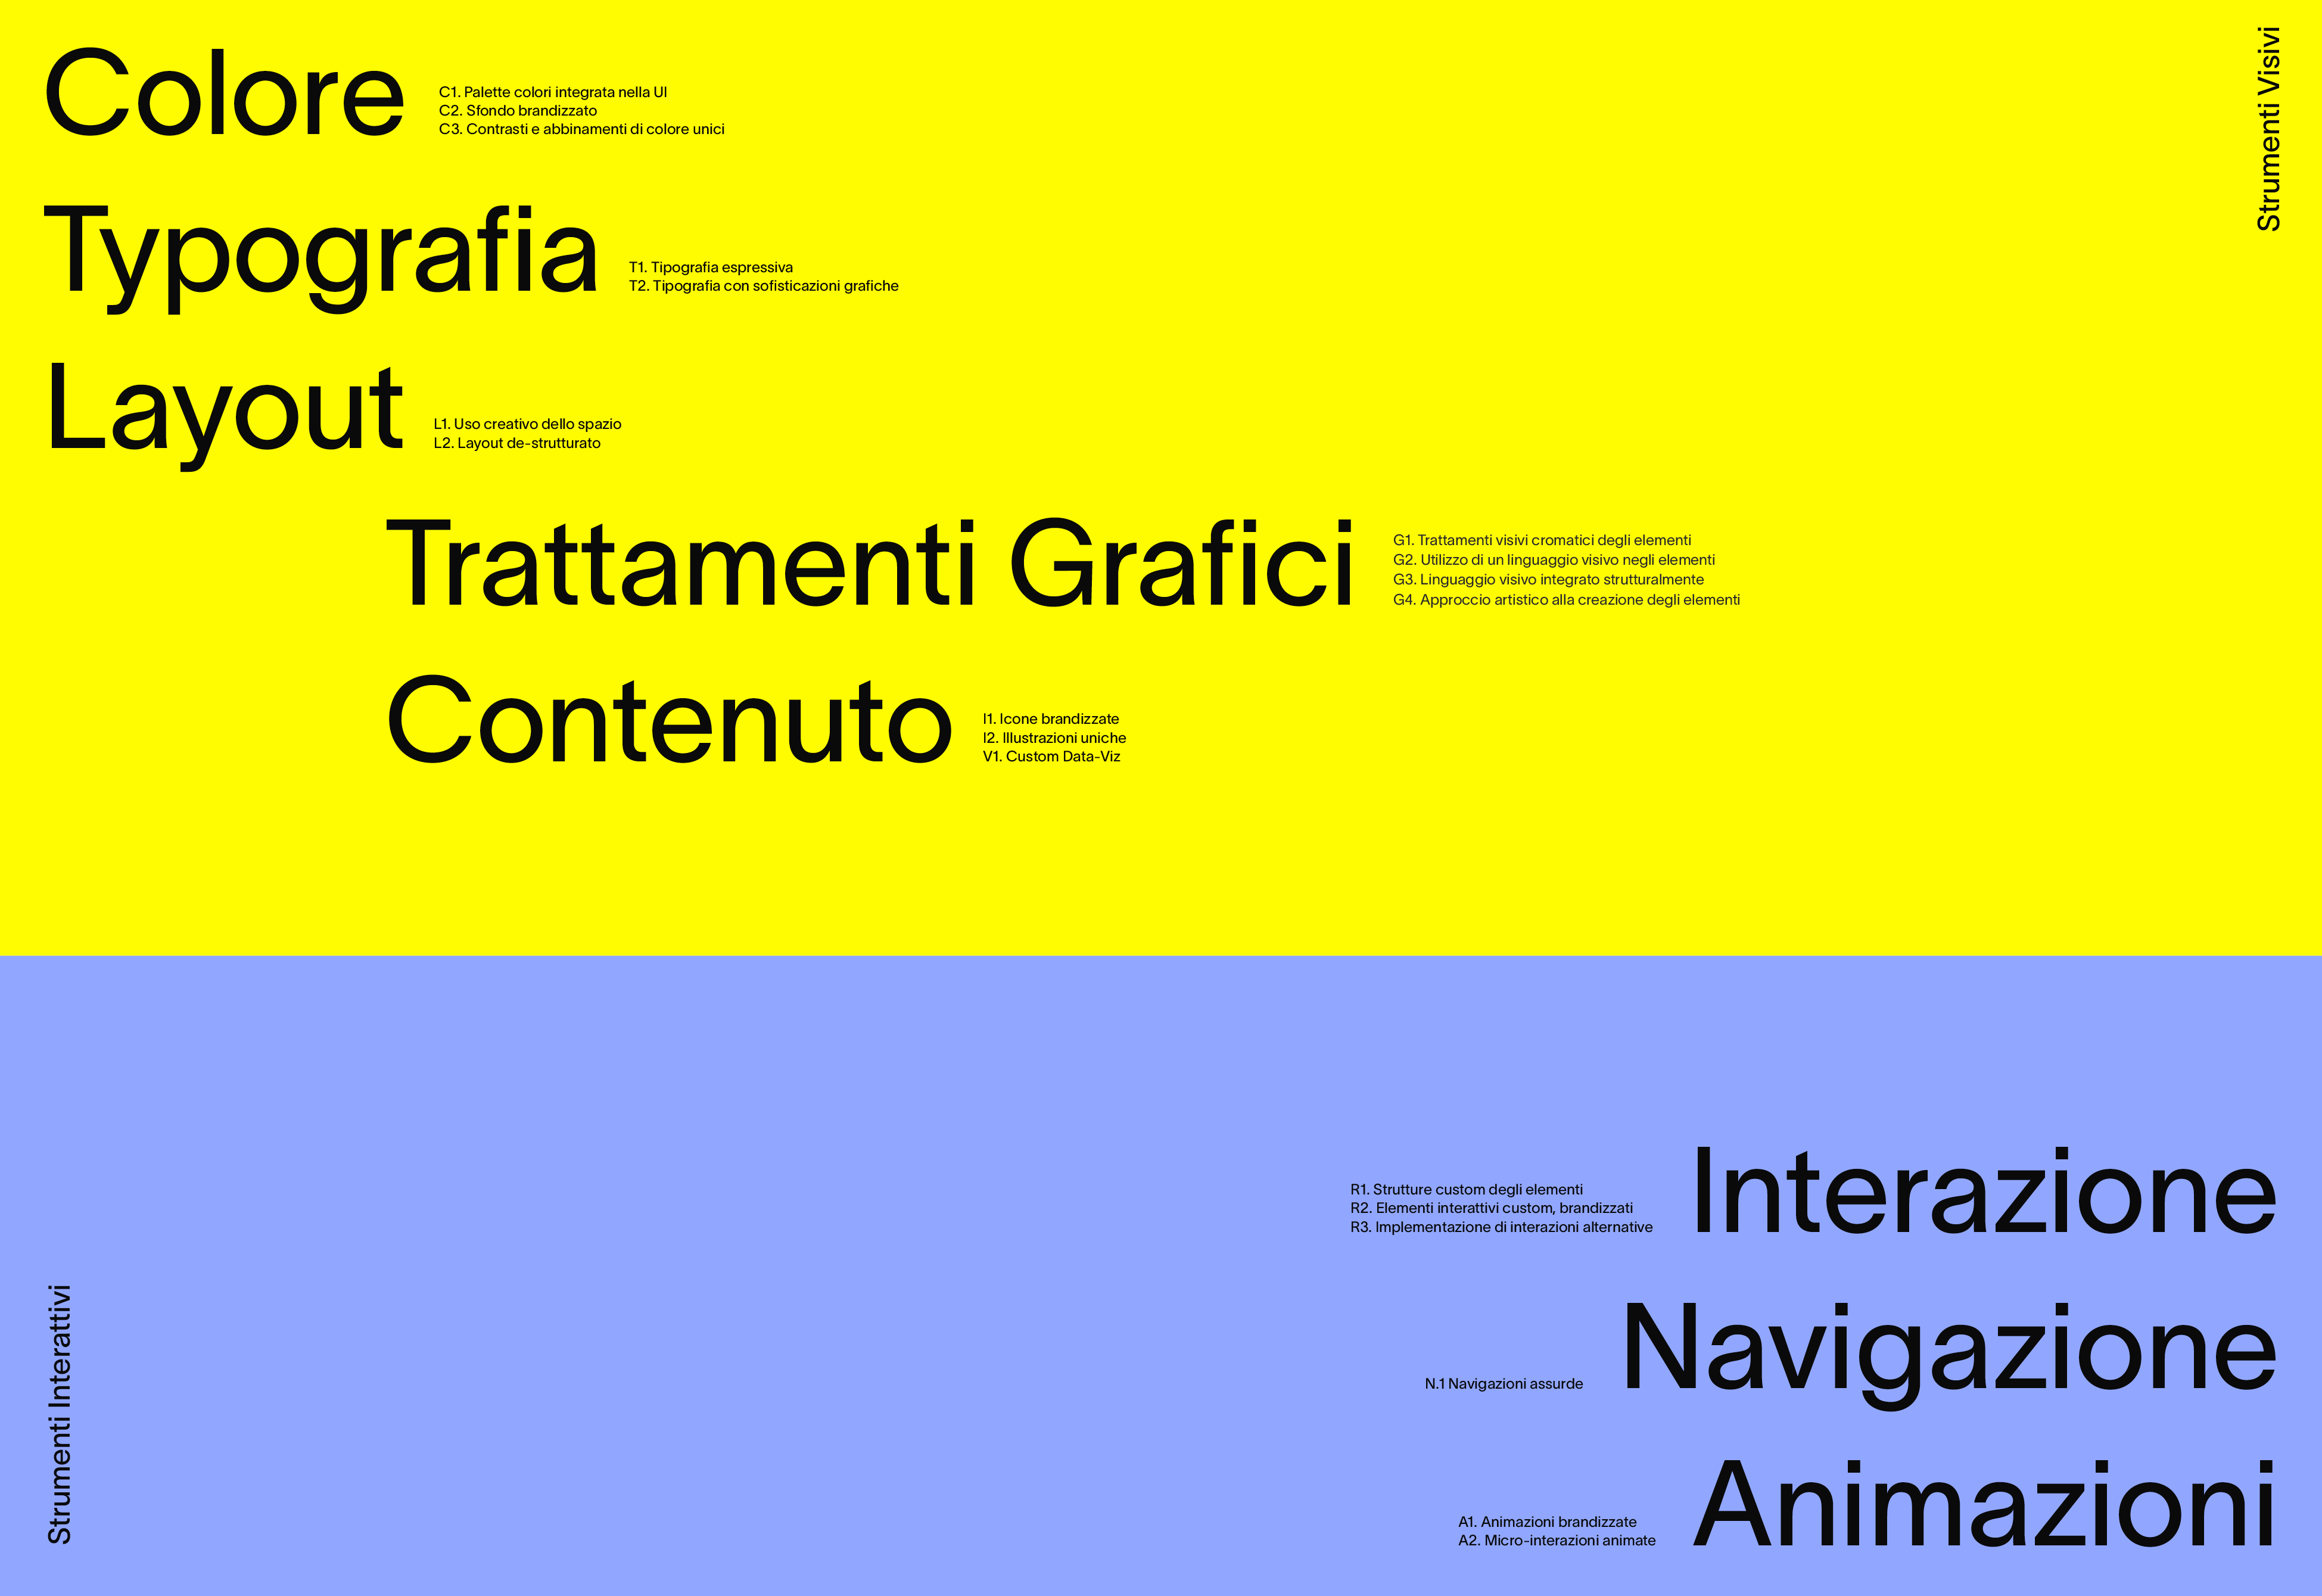 Colore
C1. Palette colori integrata nella UI
C2. Sfondo brandizzato
C3. Contrasti e abbinamenti di colore unici
Strumenti Visivi
Typografia
T1. Tipografia espressiva
T2. Tipografia con sofisticazioni grafiche
Layout
L1. Uso creativo dello spazio
L2. Layout de-strutturato
Trattamenti Grafici
G1. Trattamenti visivi cromatici degli elementi
G2. Utilizzo di un linguaggio visivo negli elementi
G3. Linguaggio visivo integrato strutturalmente
G4. Approccio artistico alla creazione degli elementi
Contenuto
I1. Icone brandizzate
I2. Illustrazioni uniche
V1. Custom Data-Viz
R1. Strutture custom degli elementi
R2. Elementi interattivi custom, brandizzati
R3. Implementazione di interazioni alternative
Interazione
N.1 Navigazioni assurde
Navigazione
A1. Animazioni brandizzate
A2. Micro-interazioni animate
Animazioni
Strumenti Interattivi